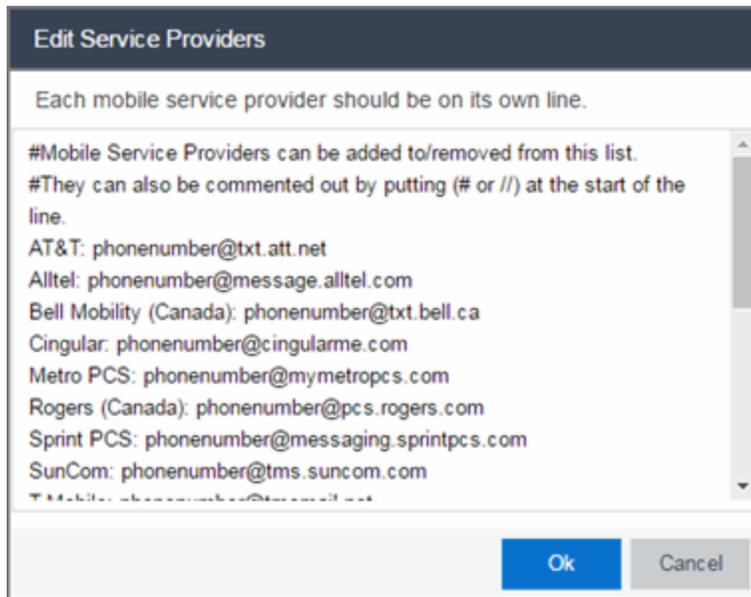 Edit Service Providers
Each mobile service provider should be on its own line.
#Mobile Service Providers can be added to/removed from this list.
#They can also be commented out by putting (# or //) at the start of the
line.
AT&T: phonenumber@txt.att.net
Alltel: phonenumber@message.alltel.com
Bell Mobility (Canada): phonenumber@txt.bell.ca
Cingular: phonenumber@cingularme.com
Metro PCS: phonenumber@mymetropcs.com
Rogers (Canada): phonenumber@pcs.rogers.com
Sprint PCS: phonenumber@messaging.sprintpcs.com
SunCom: phonenumber@tms.suncom.com
T-Mobile: phonenumber@tmomail.net
Ok Cancel